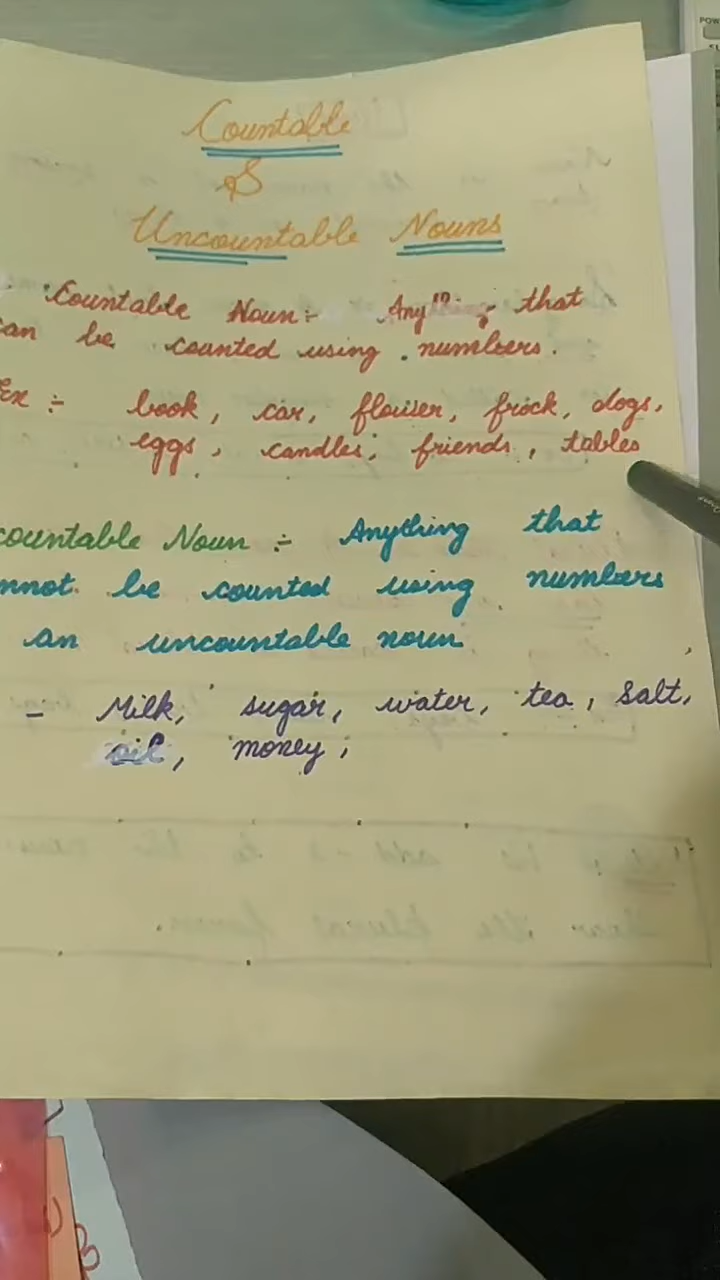 Countable
&
Uncountable Nouns
Countable Noun :- Anything that
can be counted using numbers.
Ex :- book, car, flower, frock, dogs,
eggs, candles, friends, tables
countable Noun :- Anything that
nnot be counted using numbers
an uncountable noun
- Milk, sugar, water, tea, salt,
oil, money,